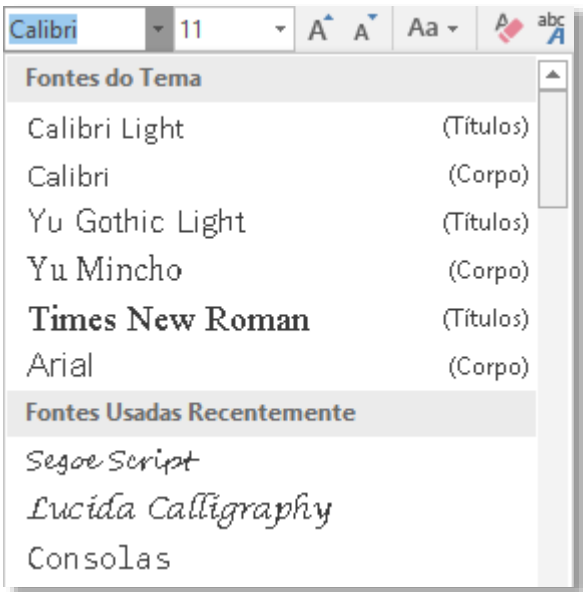 Calibri 11 A A Aa abc A
Fontes do Tema
Calibri Light (Títulos)
Calibri (Corpo)
Yu Gothic Light (Títulos)
Yu Mincho (Corpo)
Times New Roman (Títulos)
Arial (Corpo)
Fontes Usadas Recentemente
Segoe Script
Lucida Calligraphy
Consolas